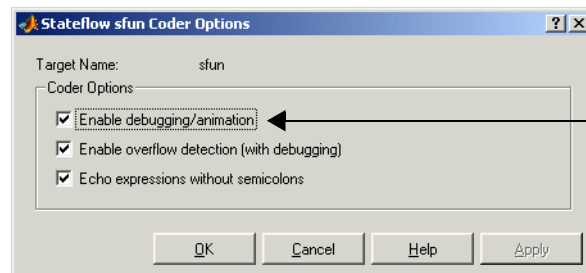 Stateflow sfun Coder Options
Target Name: sfun
Coder Options
Enable debugging/animation
Enable overflow detection (with debugging)
Echo expressions without semicolons
OK Cancel Help Apply